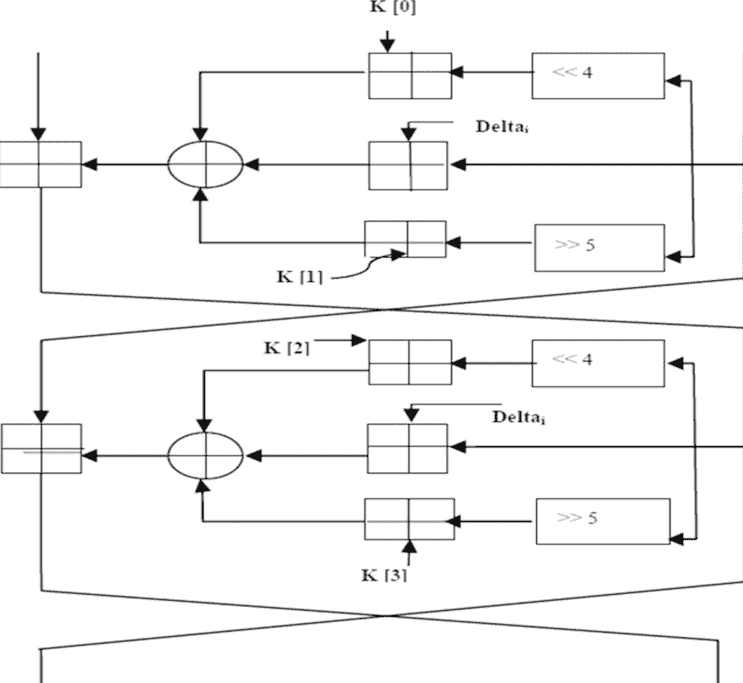 K [0]
<< 4
Deltai
>> 5
K [1]
K [2]
<< 4
Deltai
>> 5
K [3]